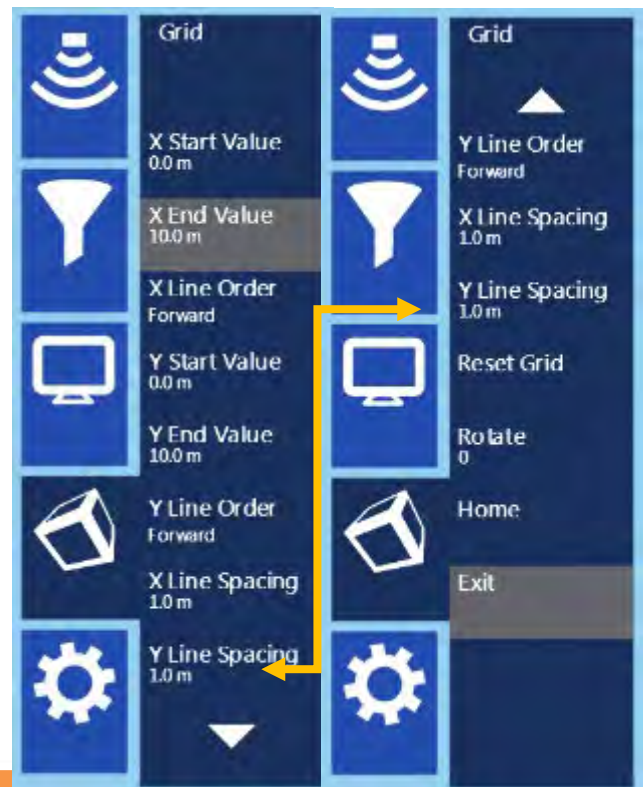 Grid
X Start Value
0.0 m
X End Value
10.0 m
X Line Order
Forward
Y Start Value
0.0 m
Y End Value
10.0 m
Y Line Order
Forward
X Line Spacing
1.0 m
Y Line Spacing
1.0 m
Grid
Y Line Order
Forward
X Line Spacing
1.0 m
Y Line Spacing
1.0 m
Reset Grid
Rotate
0
Home
Exit